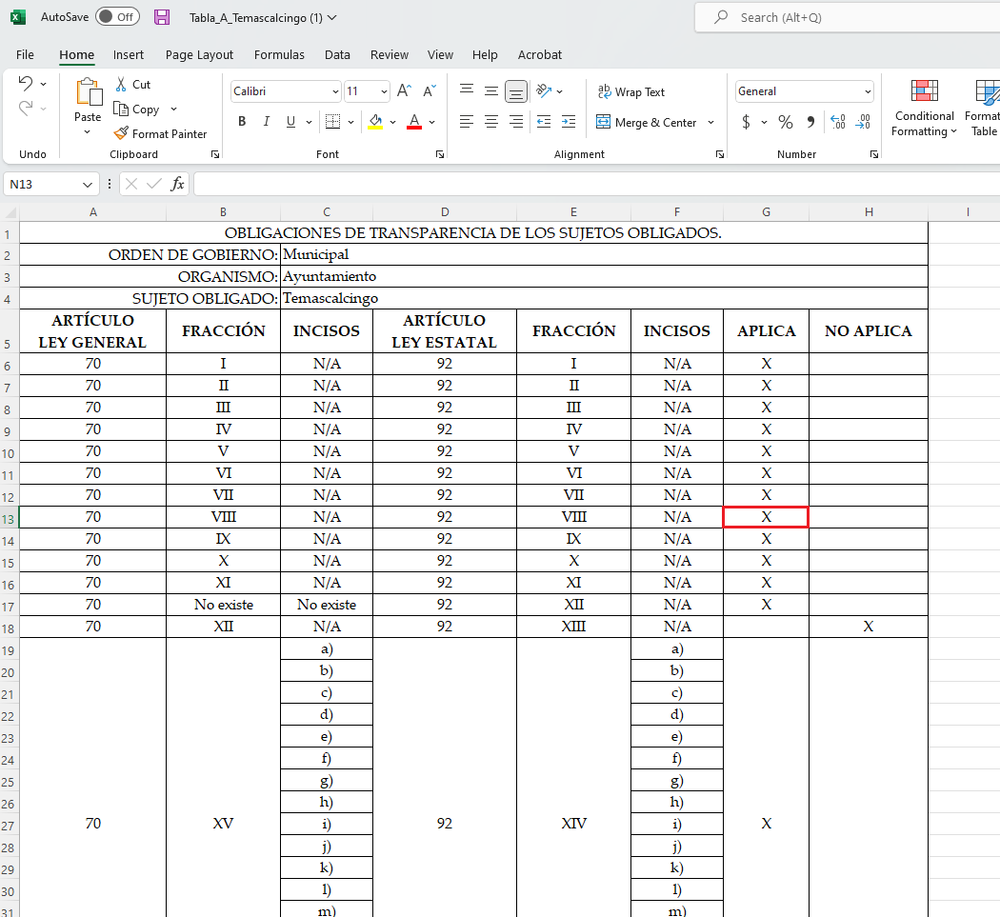 AutoSave Off Tabla_A_Temascalcingo (1) Search (Alt+Q)
File Home Insert Page Layout Formulas Data Review View Help Acrobat
Cut
Copy
Format Painter
Paste
Calibri 11
B I U
Wrap Text
Merge & Center
General
$ % 9
Conditional Formatting
Format Table
Undo Clipboard Font Alignment Number
N13 fx
A B C D E F G H I
1 OBLIGACIONES DE TRANSPARENCIA DE LOS SUJETOS OBLIGADOS.
2 ORDEN DE GOBIERNO: Municipal
3 ORGANISMO: Ayuntamiento
4 SUJETO OBLIGADO: Temascalcingo
5 ARTÍCULO LEY GENERAL FRACCIÓN INCISOS ARTÍCULO LEY ESTATAL FRACCIÓN INCISOS APLICA NO APLICA
6 70 I N/A 92 I N/A X
7 70 II N/A 92 II N/A X
8 70 III N/A 92 III N/A X
9 70 IV N/A 92 IV N/A X
10 70 V N/A 92 V N/A X
11 70 VI N/A 92 VI N/A X
12 70 VII N/A 92 VII N/A X
13 70 VIII N/A 92 VIII N/A X
14 70 IX N/A 92 IX N/A X
15 70 X N/A 92 X N/A X
16 70 XI N/A 92 XI N/A X
17 70 No existe No existe 92 XII N/A X
18 70 XII N/A 92 XIII N/A X
19 a) a)
20 b) b)
21 c) c)
22 d) d)
23 e) e)
24 f) f)
25 g) g)
26 h) h)
27 70 XV i) 92 XIV i) X
28 j) j)
29 k) k)
30 l) l)
31 m) m)